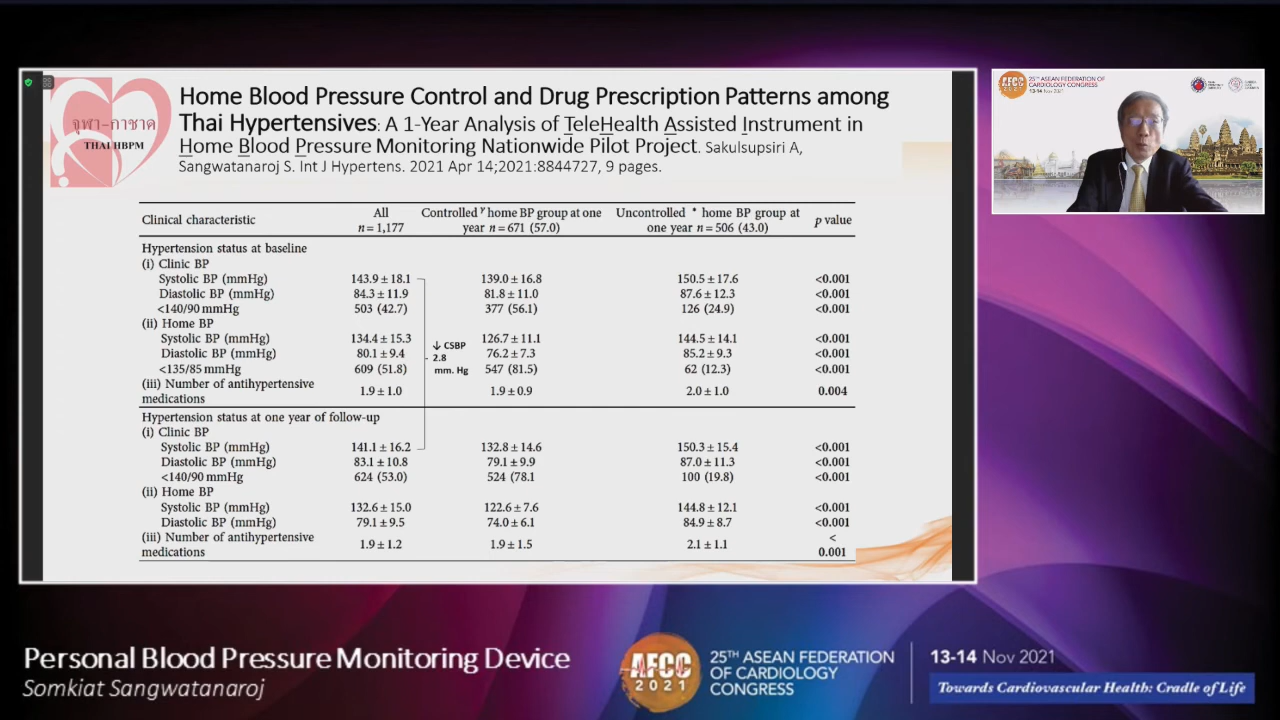 จุฬา-กาชาด
THAI HBPM
Home Blood Pressure Control and Drug Prescription Patterns among
Thai Hypertensives: A 1-Year Analysis of TeleHealth Assisted Instrument in
Home Blood Pressure Monitoring Nationwide Pilot Project. Sakulsupsiri A,
Sangwatanaroj S. Int J Hypertens. 2021 Apr 14;2021:8844727, 9 pages.
Clinical characteristic All n = 1,177 Controlled ¥ home BP group at one year n = 671 (57.0) Uncontrolled * home BP group at one year n = 506 (43.0) p value
Hypertension status at baseline
(i) Clinic BP
Systolic BP (mmHg) 143.9 ± 18.1 139.0 ± 16.8 150.5 ± 17.6 <0.001
Diastolic BP (mmHg) 84.3 ± 11.9 81.8 ± 11.0 87.6 ± 12.3 <0.001
<140/90 mmHg 503 (42.7) 377 (56.1) 126 (24.9) <0.001
(ii) Home BP
Systolic BP (mmHg) 134.4 ± 15.3 126.7 ± 11.1 144.5 ± 14.1 <0.001
Diastolic BP (mmHg) 80.1 ± 9.4 76.2 ± 7.3 85.2 ± 9.3 <0.001
<135/85 mmHg 609 (51.8) 547 (81.5) 62 (12.3) <0.001
(iii) Number of antihypertensive
medications 1.9 ± 1.0 1.9 ± 0.9 2.0 ± 1.0 0.004
↓ CSBP
2.8
mm. Hg
Hypertension status at one year of follow-up
(i) Clinic BP
Systolic BP (mmHg) 141.1 ± 16.2 132.8 ± 14.6 150.3 ± 15.4 <0.001
Diastolic BP (mmHg) 83.1 ± 10.8 79.1 ± 9.9 87.0 ± 11.3 <0.001
<140/90 mmHg 624 (53.0) 524 (78.1 100 (19.8) <0.001
(ii) Home BP
Systolic BP (mmHg) 132.6 ± 15.0 122.6 ± 7.6 144.8 ± 12.1 <0.001
Diastolic BP (mmHg) 79.1 ± 9.5 74.0 ± 6.1 84.9 ± 8.7 <0.001
(iii) Number of antihypertensive
medications 1.9 ± 1.2 1.9 ± 1.5 2.1 ± 1.1 < 0.001
AFCC
2021
25TH ASEAN FEDERATION OF
CARDIOLOGY CONGRESS
13-14 Nov 2021
Personal Blood Pressure Monitoring Device
Somkiat Sangwatanaroj
AFCC
2021
25TH ASEAN FEDERATION
OF CARDIOLOGY
CONGRESS
13-14 Nov 2021
Towards Cardiovascular Health: Cradle of Life